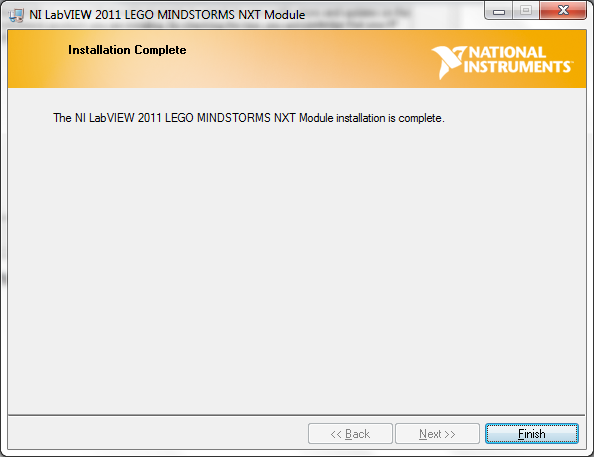 NI LabVIEW 2011 LEGO MINDSTORMS NXT Module
Installation Complete
NATIONAL
INSTRUMENTS
The NI LabVIEW 2011 LEGO MINDSTORMS NXT Module installation is complete.
<< Back
Next >>
Finish